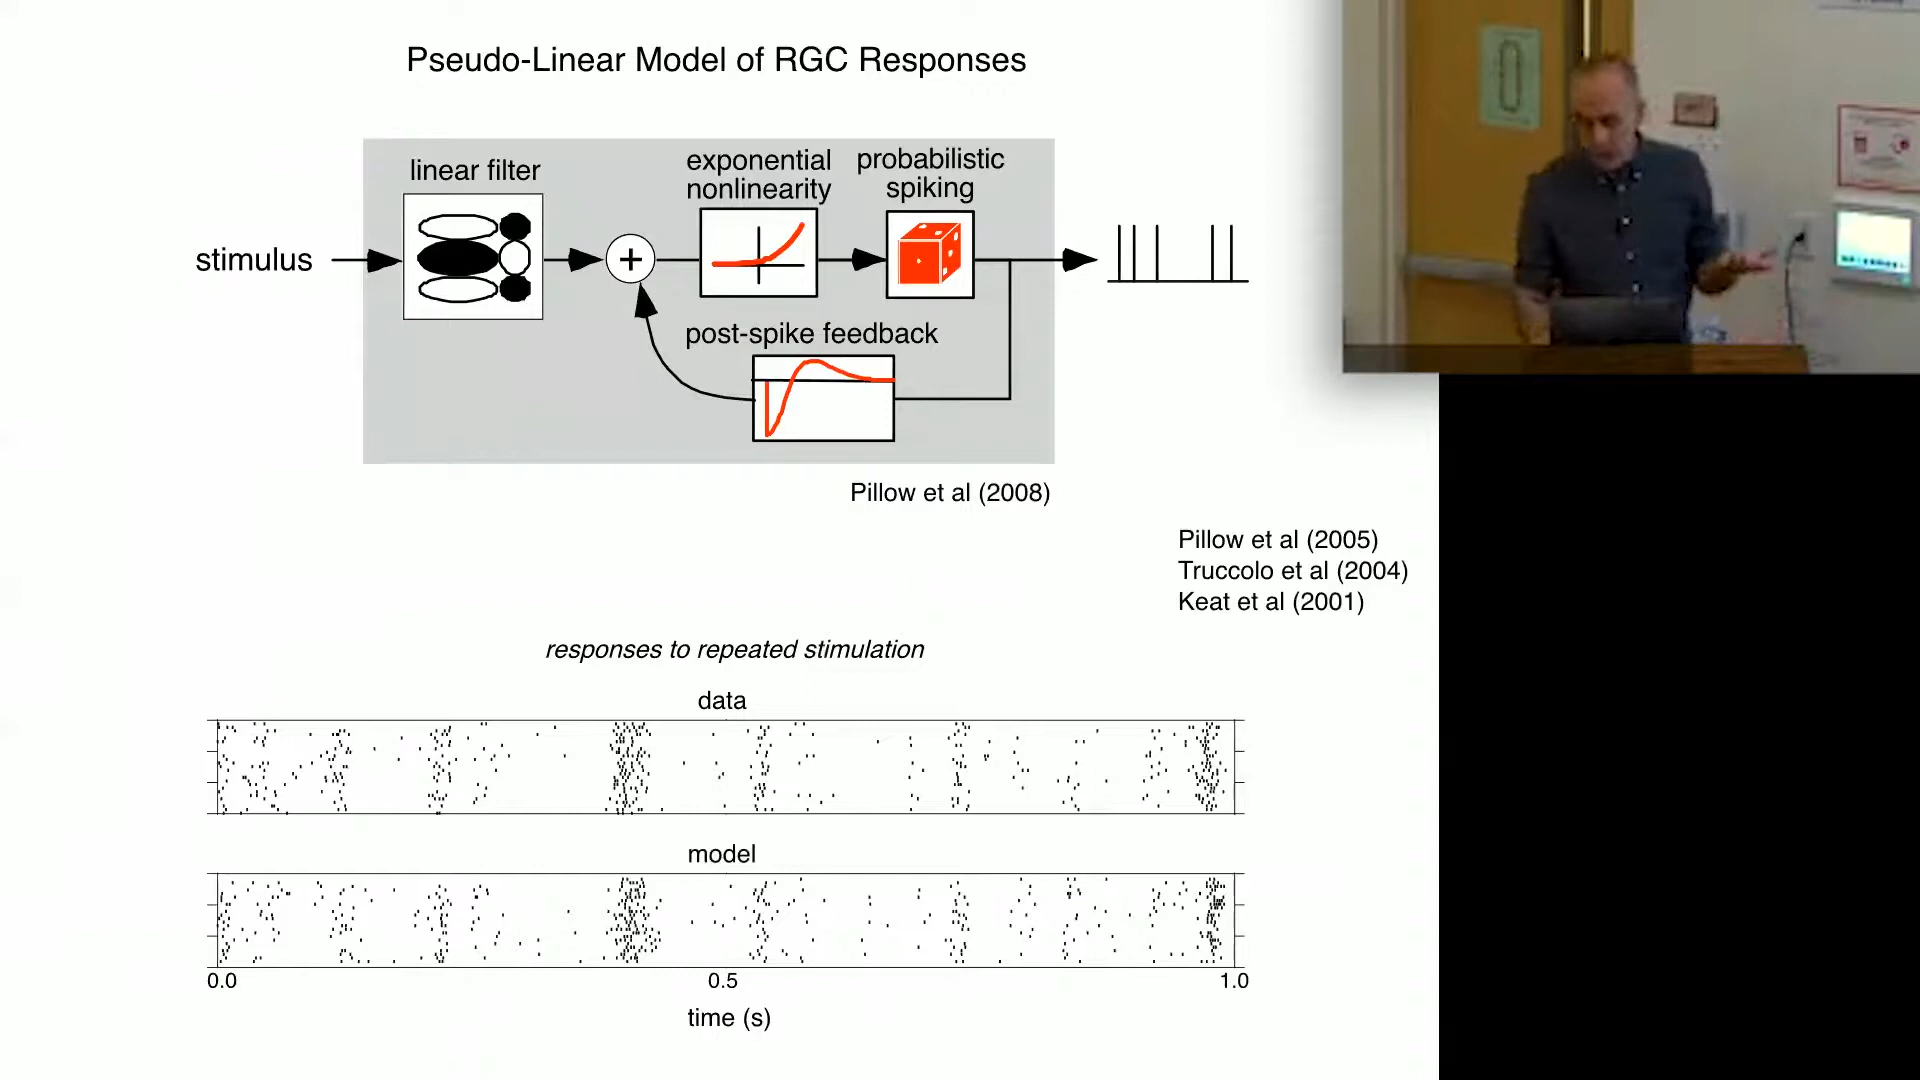 Pseudo-Linear Model of RGC Responses
linear filter
exponential
nonlinearity
probabilistic
spiking
stimulus
+
post-spike feedback
Pillow et al (2008)
Pillow et al (2005)
Truccolo et al (2004)
Keat et al (2001)
responses to repeated stimulation
data
model
0.0 0.5 1.0
time (s)